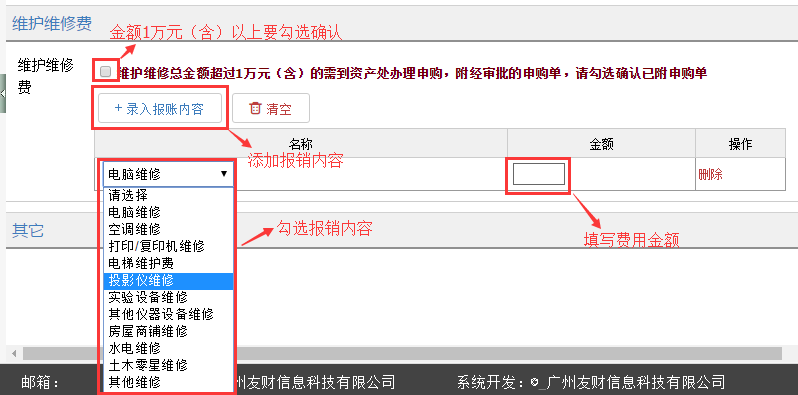 维护维修费
金额1万元（含）以上要勾选确认
维护维修费
维护维修总金额超过1万元（含）的需到资产处办理申购，附经审批的申购单，请勾选确认已附申购单
+ 录入报账内容
清空
名称
金额
操作
添加报销内容
电脑维修
删除
请选择
电脑维修
空调维修
打印/复印机维修
电梯维护费
投影仪维修
实验设备维修
其他仪器设备维修
房屋商铺维修
水电维修
土木零星维修
其他维修
其它
勾选报销内容
填写费用金额
邮箱：
州友财信息科技有限公司
系统开发：©_广州友财信息科技有限公司